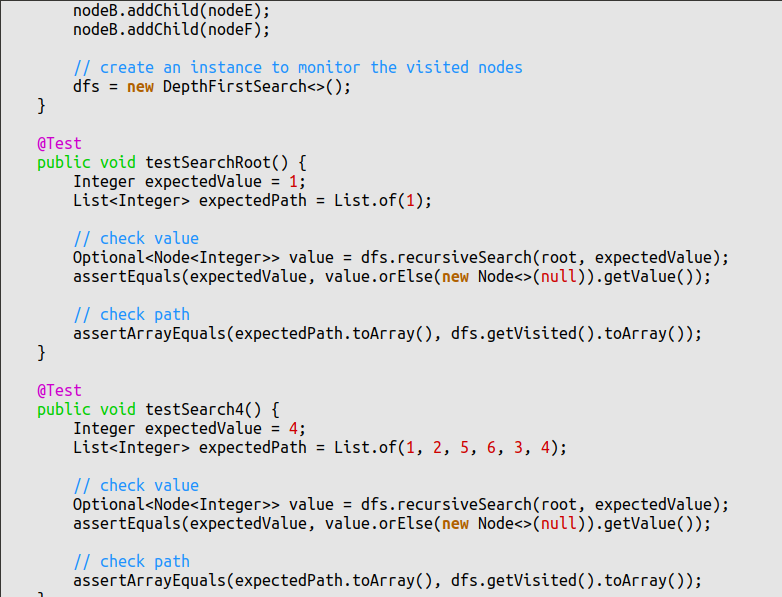 nodeB.addChild(nodeE);
nodeB.addChild(nodeF);
// create an instance to monitor the visited nodes
dfs = new DepthFirstSearch<>();
}
@Test
public void testSearchRoot() {
Integer expectedValue = 1;
List<Integer> expectedPath = List.of(1);
// check value
Optional<Node<Integer>> value = dfs.recursiveSearch(root, expectedValue);
assertEquals(expectedValue, value.orElse(new Node<>(null)).getValue());
// check path
assertArrayEquals(expectedPath.toArray(), dfs.getVisited().toArray());
}
@Test
public void testSearch4() {
Integer expectedValue = 4;
List<Integer> expectedPath = List.of(1, 2, 5, 6, 3, 4);
// check value
Optional<Node<Integer>> value = dfs.recursiveSearch(root, expectedValue);
assertEquals(expectedValue, value.orElse(new Node<>(null)).getValue());
// check path
assertArrayEquals(expectedPath.toArray(), dfs.getVisited().toArray());
}